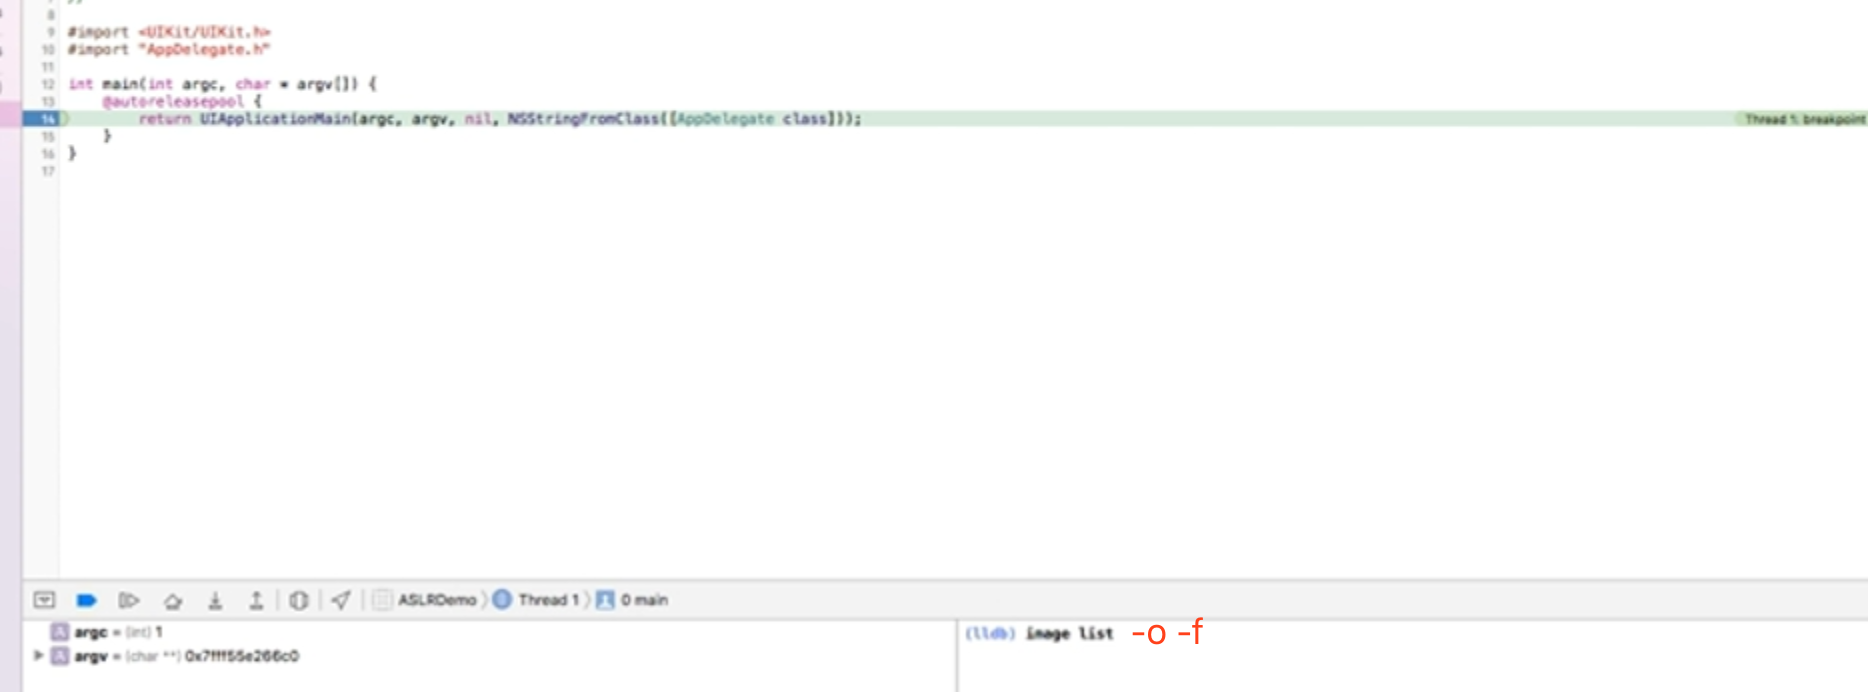 8
9 #import <UIKit/UIKit.h>
10 #import "AppDelegate.h"
11
12 int main(int argc, char * argv[]) {
13 @autoreleasepool {
14 return UIApplicationMain(argc, argv, nil, NSStringFromClass([AppDelegate class])); Thread 1: breakpoint
15 }
16 }
17
ASLRDemo Thread 1 0 main
argc = (int) 1
argv = (char **) 0x7fff55e266c0
(lldb) image list -o -f